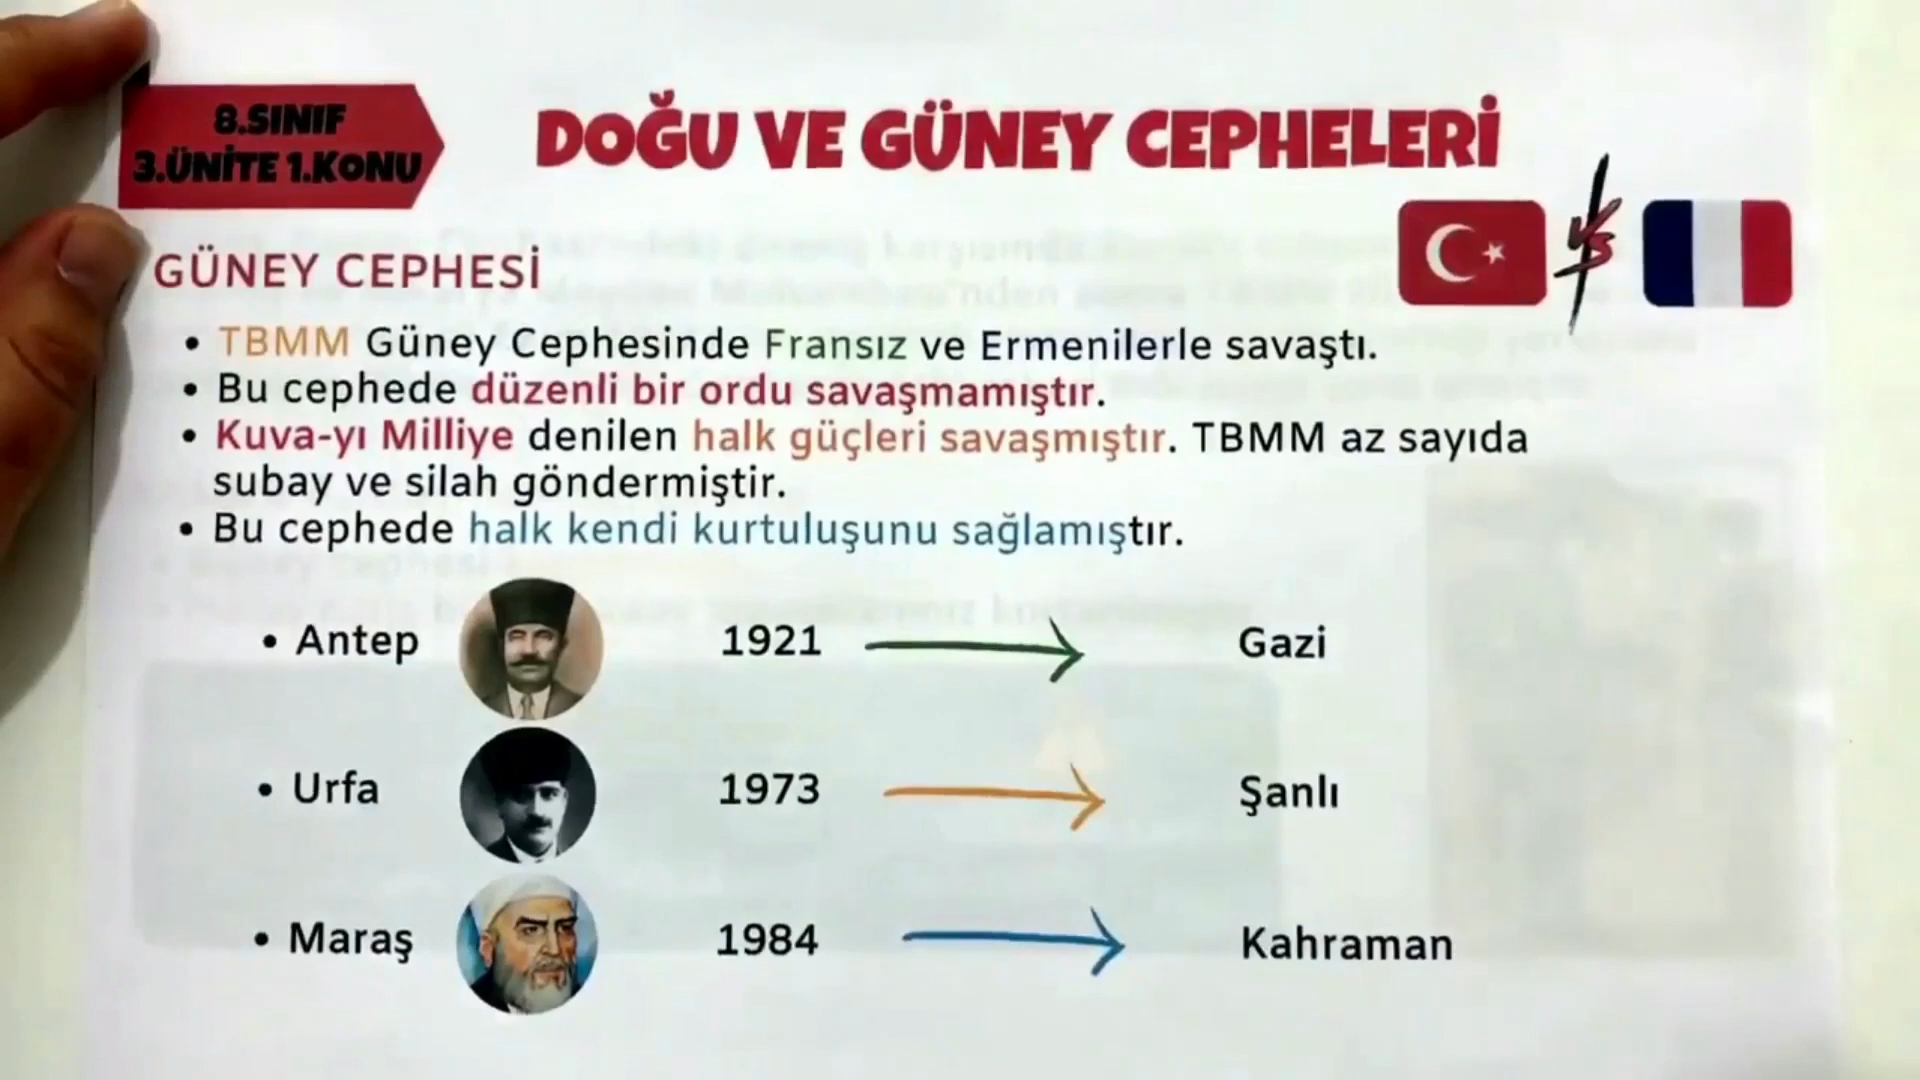 8.SINIF
3.ÜNİTE 1.KONU
DOĞU VE GÜNEY CEPHELERİ
VS
GÜNEY CEPHESİ
• TBMM Güney Cephesinde Fransız ve Ermenilerle savaştı.
• Bu cephede düzenli bir ordu savaşmamıştır.
• Kuva-yı Milliye denilen halk güçleri savaşmıştır. TBMM az sayıda
subay ve silah göndermiştir.
• Bu cephede halk kendi kurtuluşunu sağlamıştır.
• Antep 1921 Gazi
• Urfa 1973 Şanlı
• Maraş 1984 Kahraman